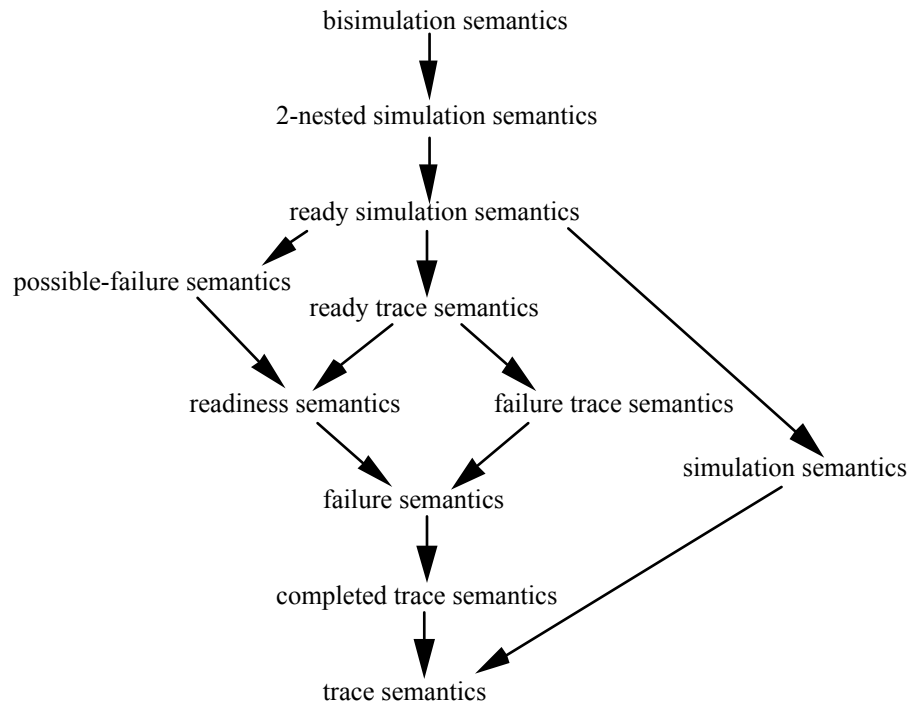 bisimulation semantics
2-nested simulation semantics
ready simulation semantics
possible-failure semantics
ready trace semantics
readiness semantics
failure trace semantics
simulation semantics
failure semantics
completed trace semantics
trace semantics